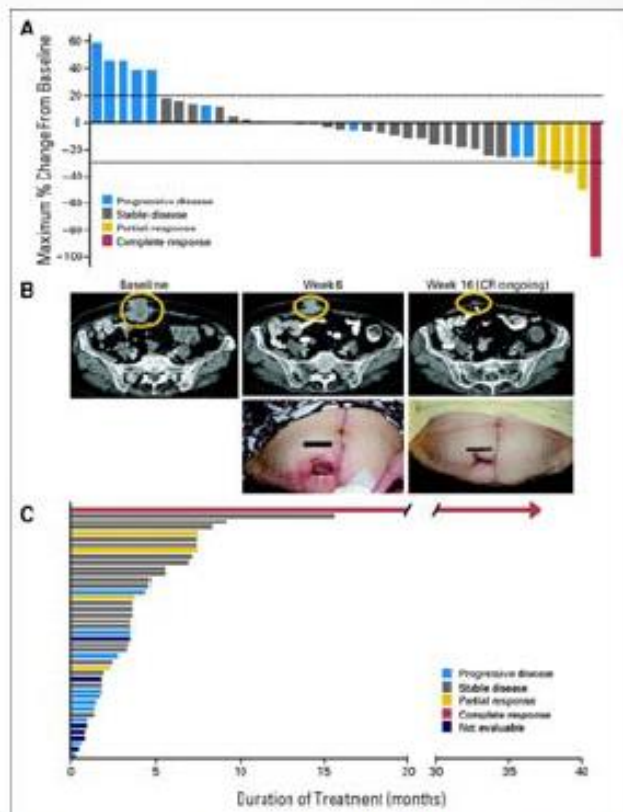 A
Maximum % Change From Baseline
60
40
20
−20
−40
−60
−80
−100
Progressive disease
Stable disease
Partial response
Complete response
B
Baseline
Week 6
Week 16 (CR ongoing)
C
Progressive disease
Stable disease
Partial response
Complete response
Not evaluable
0
5
10
15
20
30
35
40
Duration of Treatment (months)